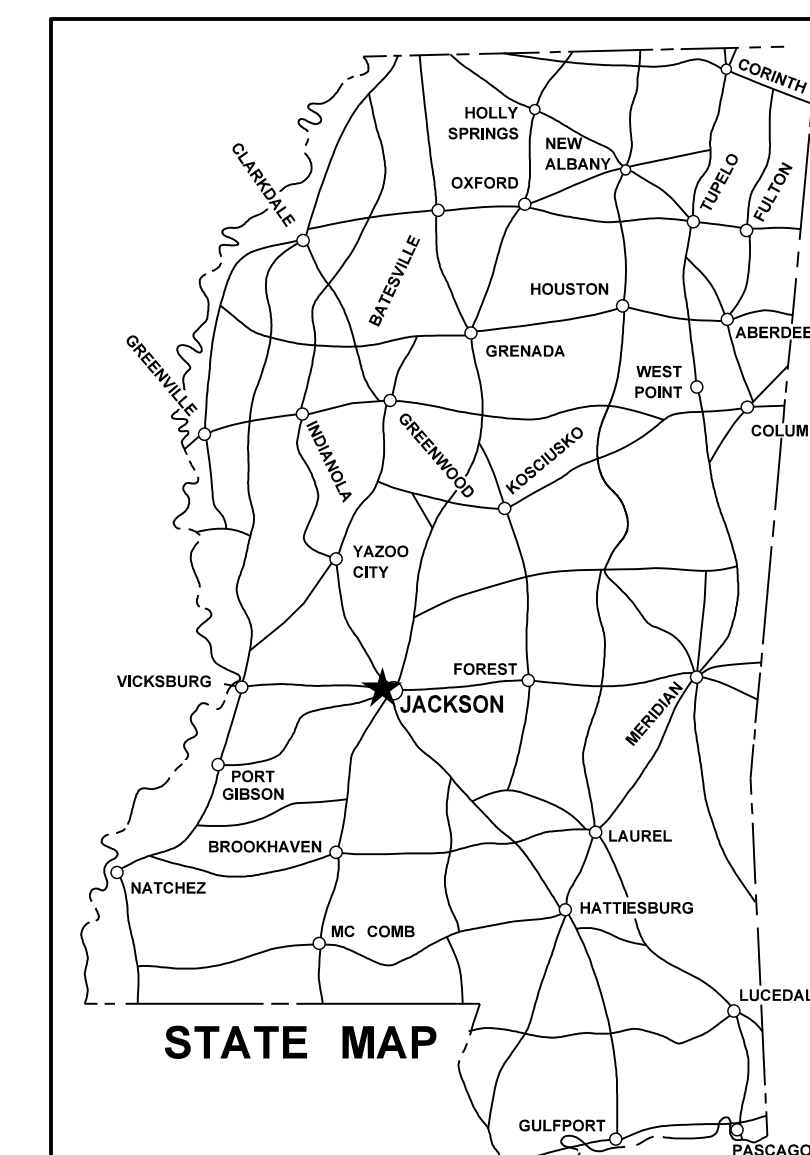 CORINTH
HOLLY
SPRINGS
NEW
ALBANY
CLARKDALE
OXFORD
TUPELO
FULTON
BATESVILLE
HOUSTON
ABERDEE
GRENADA
GREENVILLE
WEST
POINT
COLUM
INDIANOLA
GREENWOOD
KOSCIUSKO
YAZOO
CITY
VICKSBURG
FOREST
JACKSON
MERIDIAN
PORT
GIBSON
LAUREL
BROOKHAVEN
NATCHEZ
HATTIESBURG
MC COMB
LUCEDAL
STATE MAP
GULFPORT
PASCAGO